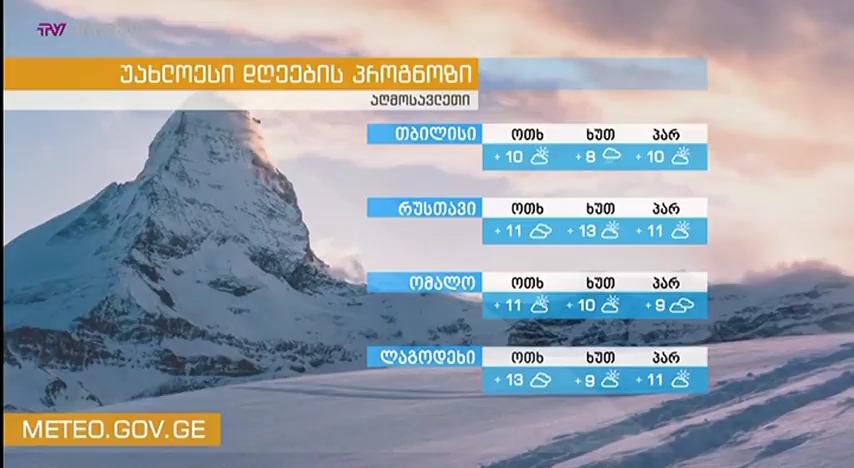 TV
უახლოესი დღეების პროგნოზი
აღმოსავლეთი
თბილისი ოთხ ხუთ პარ
+10 +8 +10
რუსთავი ოთხ ხუთ პარ
+11 +13 +11
ომალო ოთხ ხუთ პარ
+11 +10 +9
ლაგოდეხი ოთხ ხუთ პარ
+13 +9 +11
METEO.GOV.GE